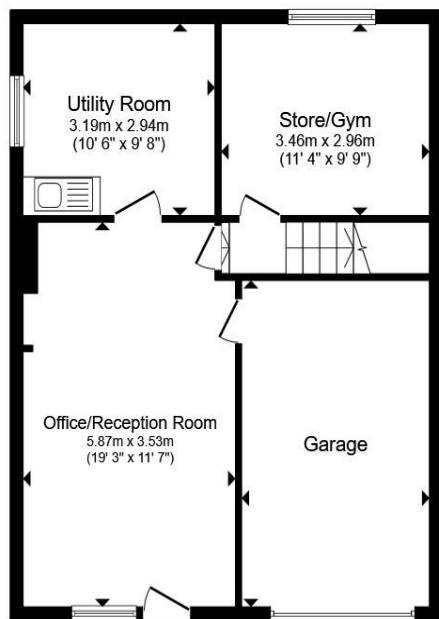 Utility Room
3.19m x 2.94m
(10' 6" x 9' 8")
Store/Gym
3.46m x 2.96m
(11' 4" x 9' 9")
Office/Reception Room
5.87m x 3.53m
(19' 3" x 11' 7")
Garage